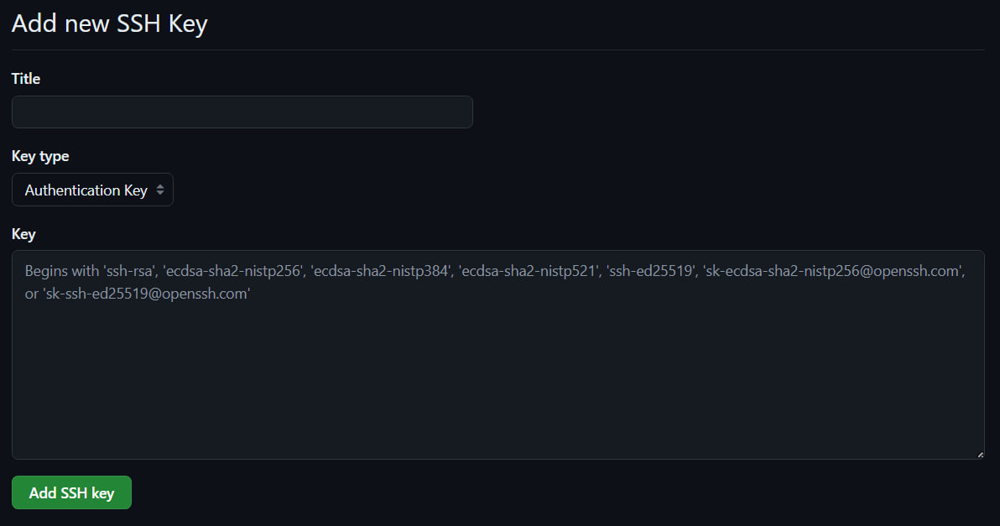 Add new SSH Key
Title
Key type
Authentication Key
Key
Begins with 'ssh-rsa', 'ecdsa-sha2-nistp256', 'ecdsa-sha2-nistp384', 'ecdsa-sha2-nistp521', 'ssh-ed25519', 'sk-ecdsa-sha2-nistp256@openssh.com',
or 'sk-ssh-ed25519@openssh.com'
Add SSH key